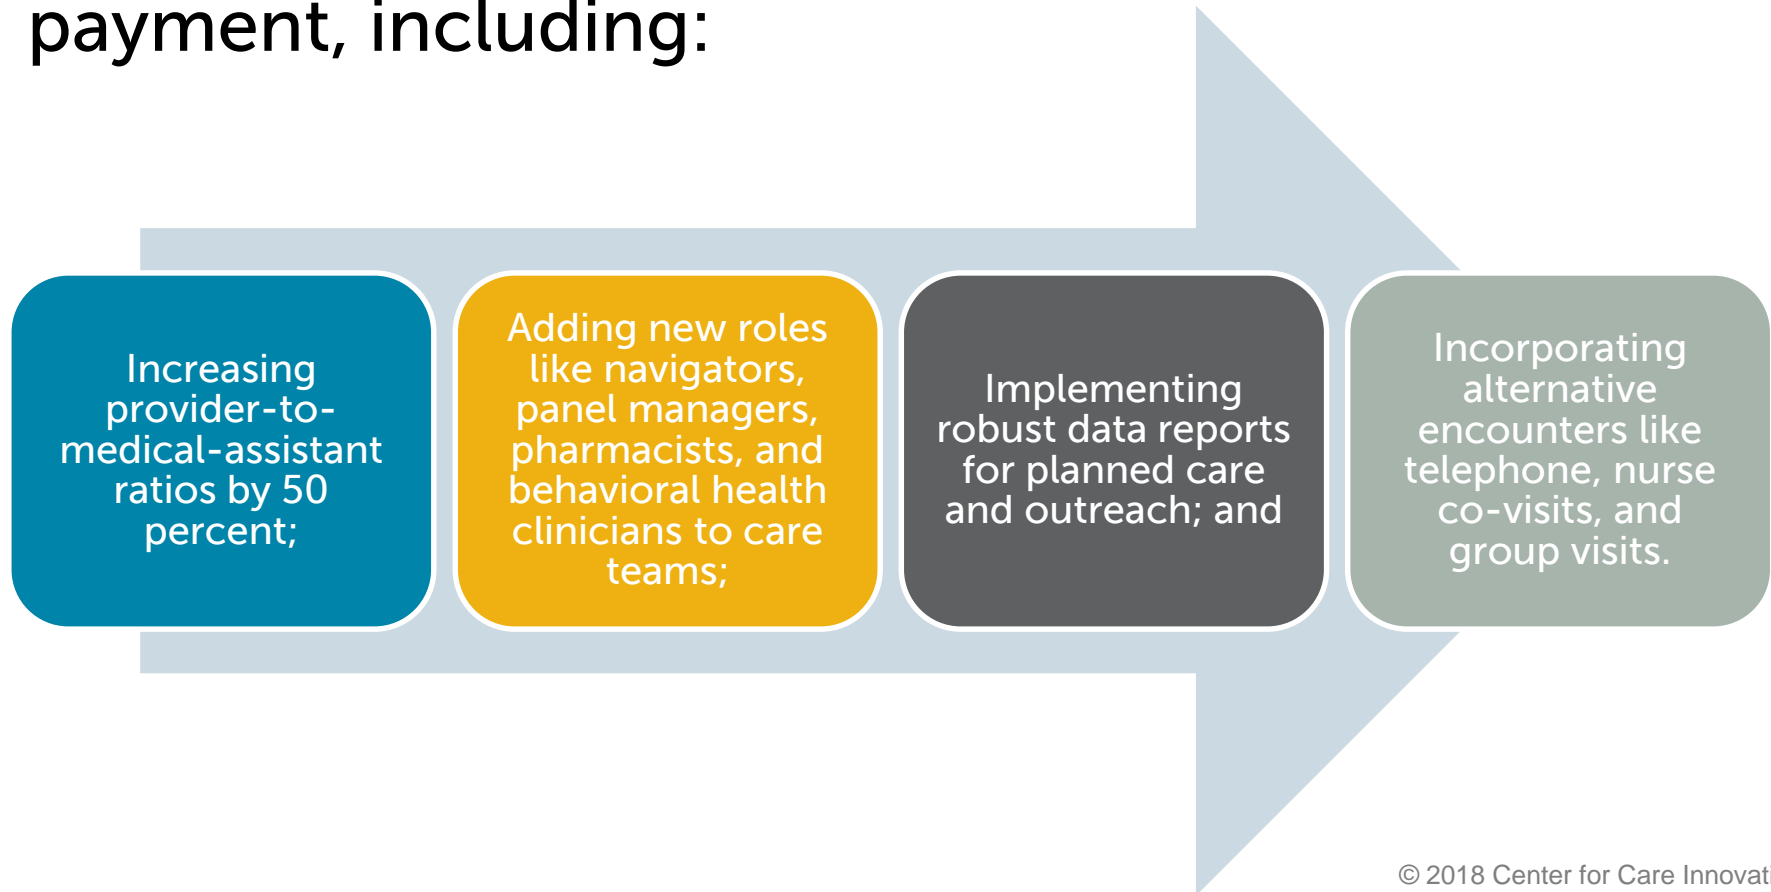 payment, including:
Increasing
provider-to-
medical-assistant
ratios by 50
percent;
Adding new roles
like navigators,
panel managers,
pharmacists, and
behavioral health
clinicians to care
teams;
Implementing
robust data reports
for planned care
and outreach; and
Incorporating
alternative
encounters like
telephone, nurse
co-visits, and
group visits.
© 2018 Center for Care Innovati